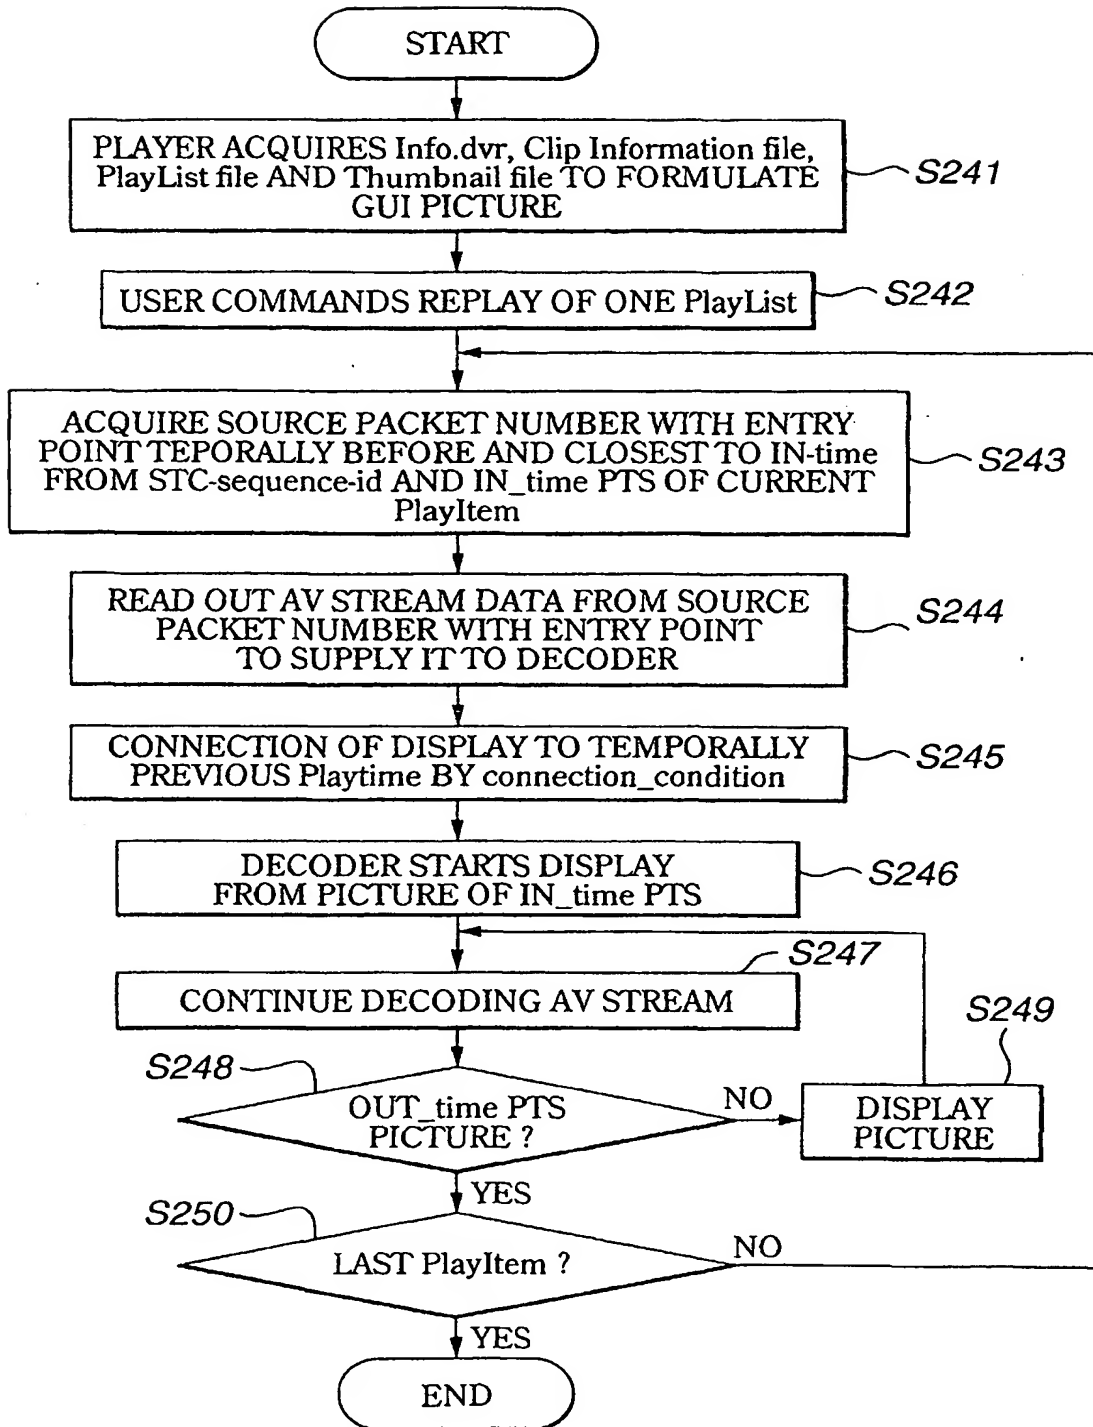 START
PLAYER ACQUIRES Info.dvr, Clip Information file,
PlayList file AND Thumbnail file TO FORMULATE
GUI PICTURE
S241
USER COMMANDS REPLAY OF ONE PlayList
S242
ACQUIRE SOURCE PACKET NUMBER WITH ENTRY
POINT TEPORALLY BEFORE AND CLOSEST TO IN-time
FROM STC-sequence-id AND IN_time PTS OF CURRENT
PlayItem
S243
READ OUT AV STREAM DATA FROM SOURCE
PACKET NUMBER WITH ENTRY POINT
TO SUPPLY IT TO DECODER
S244
CONNECTION OF DISPLAY TO TEMPORALLY
PREVIOUS Playtime BY connection_condition
S245
DECODER STARTS DISPLAY
FROM PICTURE OF IN_time PTS
S246
S247
CONTINUE DECODING AV STREAM
S248
OUT_time PTS
PICTURE ?
NO
S249
DISPLAY
PICTURE
YES
S250
LAST PlayItem ?
NO
YES
END